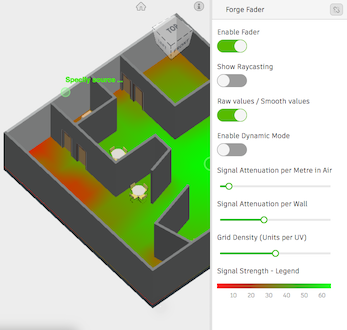 Forge Fader
Enable Fader
Show Raycasting
Raw values / Smooth values
Enable Dynamic Mode
Signal Attenuation per Metre in Air
Signal Attenuation per Wall
Grid Density (Units per UV)
Signal Strength - Legend
10 20 30 40 50 60
TOP
Spooky source ...